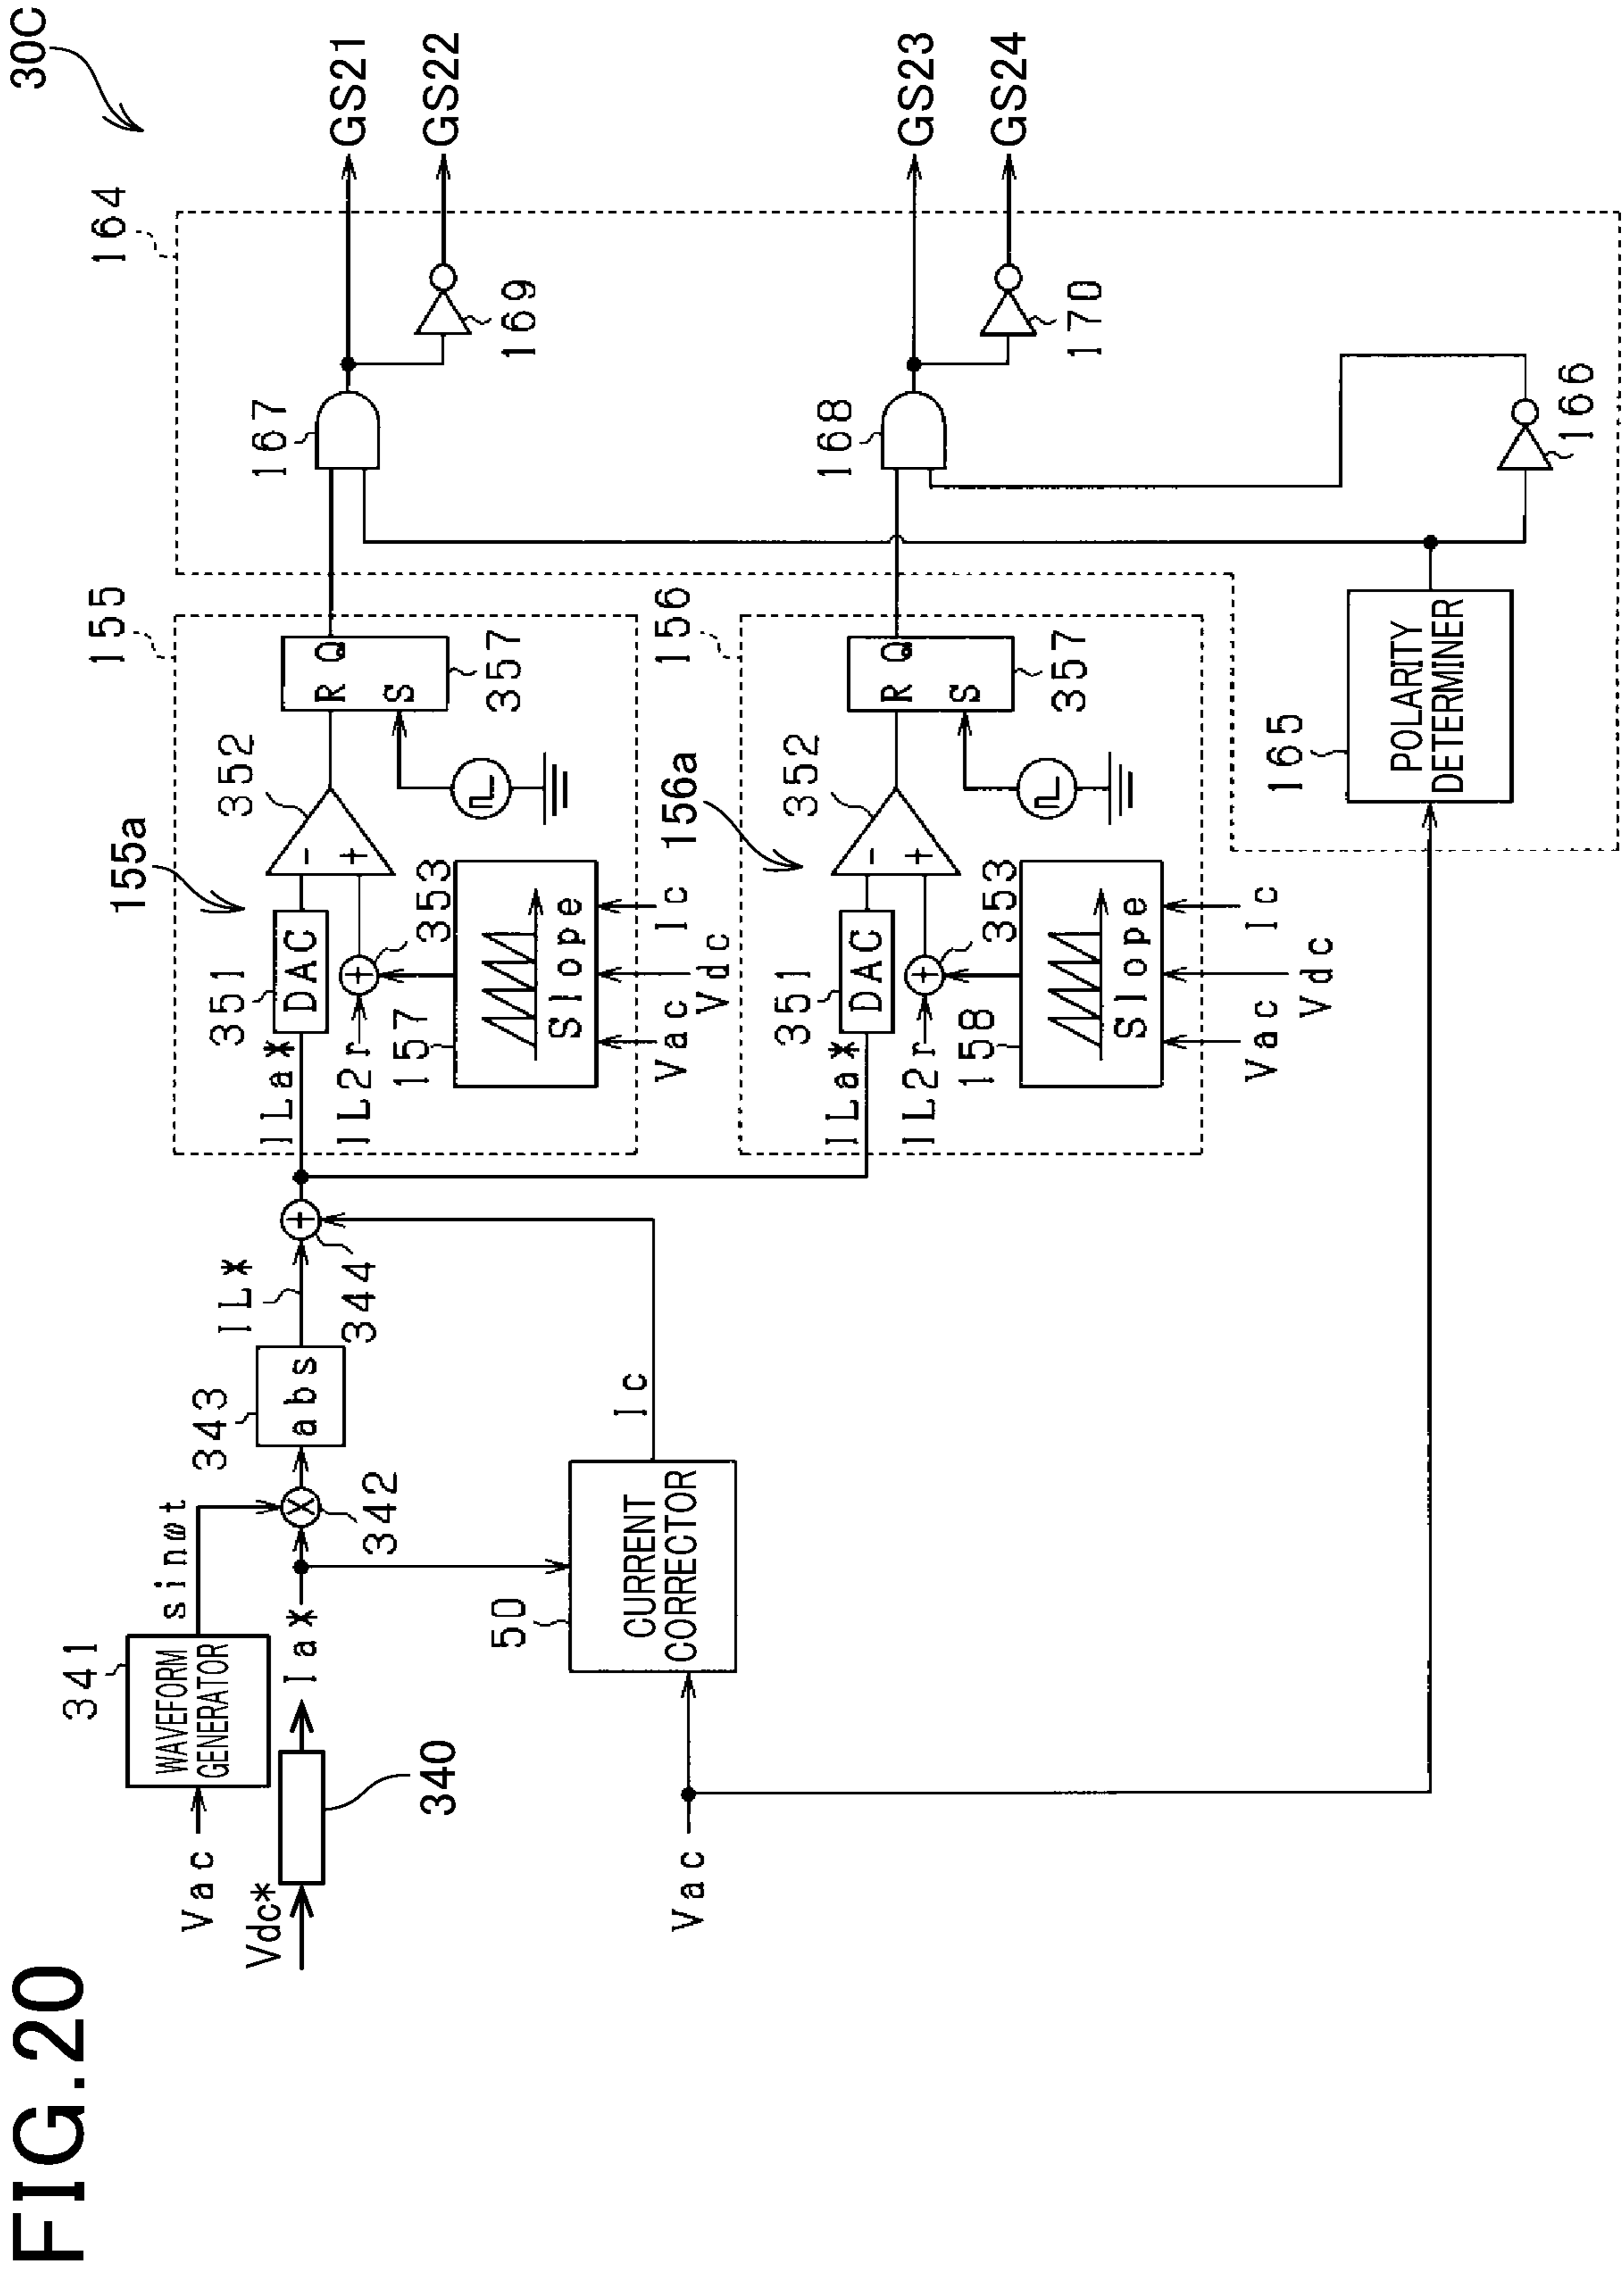 FIG.20
30C
Vac
341
WAVEFORM
GENERATOR
sinωt
Vdc*
340
Ia*
342
343
abs
IL*
344
Vac
50
CURRENT
CORRECTOR
Ic
155
155a
ILa*
351
DAC
352
-
+
IL2r
353
157
Slope
Vac
Vdc
Ic
R Q
S
357
156
156a
ILa*
351
DAC
352
-
+
IL2r
353
158
Slope
Vac
Vdc
Ic
R Q
S
357
164
165
POLARITY
DETERMINER
166
167
168
169
170
GS21
GS22
GS23
GS24